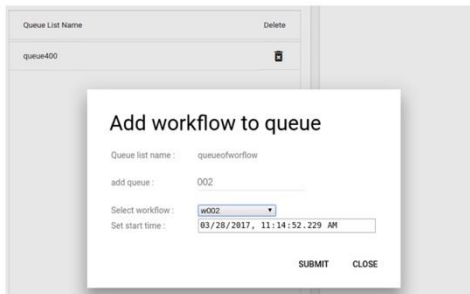 Queue List Name Delete
queue400
Add workflow to queue
Queue list name : queueofworflow
add queue : 002
Select workflow : w002
Set start time : 03/28/2017, 11:14:52.229 AM
SUBMIT CLOSE